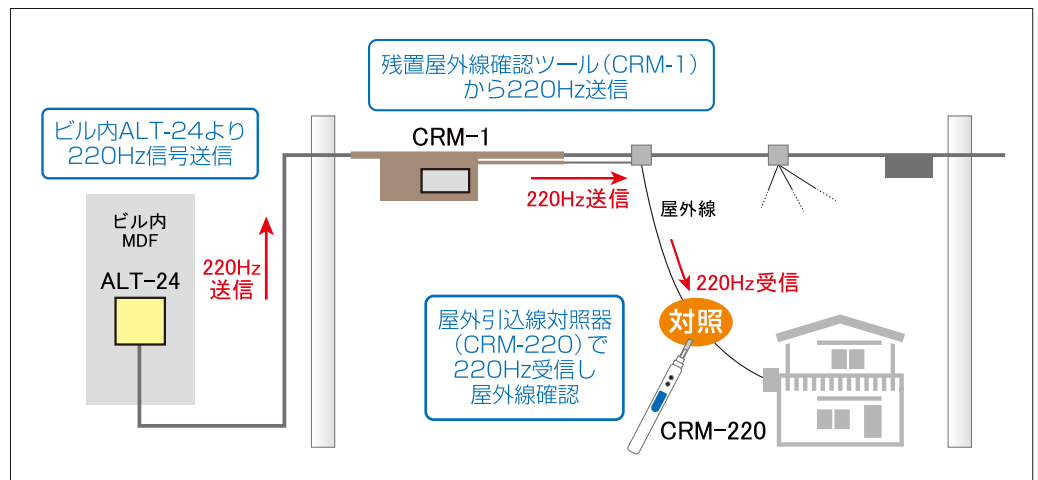 残置屋外線確認ツール(CRM-1)
から220Hz送信
ビル内ALT-24より
220Hz信号送信
CRM-1
220Hz送信
屋外線
ビル内
MDF
ALT-24
220Hz
送信
220Hz受信
対照
屋外引込線対照器
(CRM-220)で
220Hz受信し
屋外線確認
CRM-220